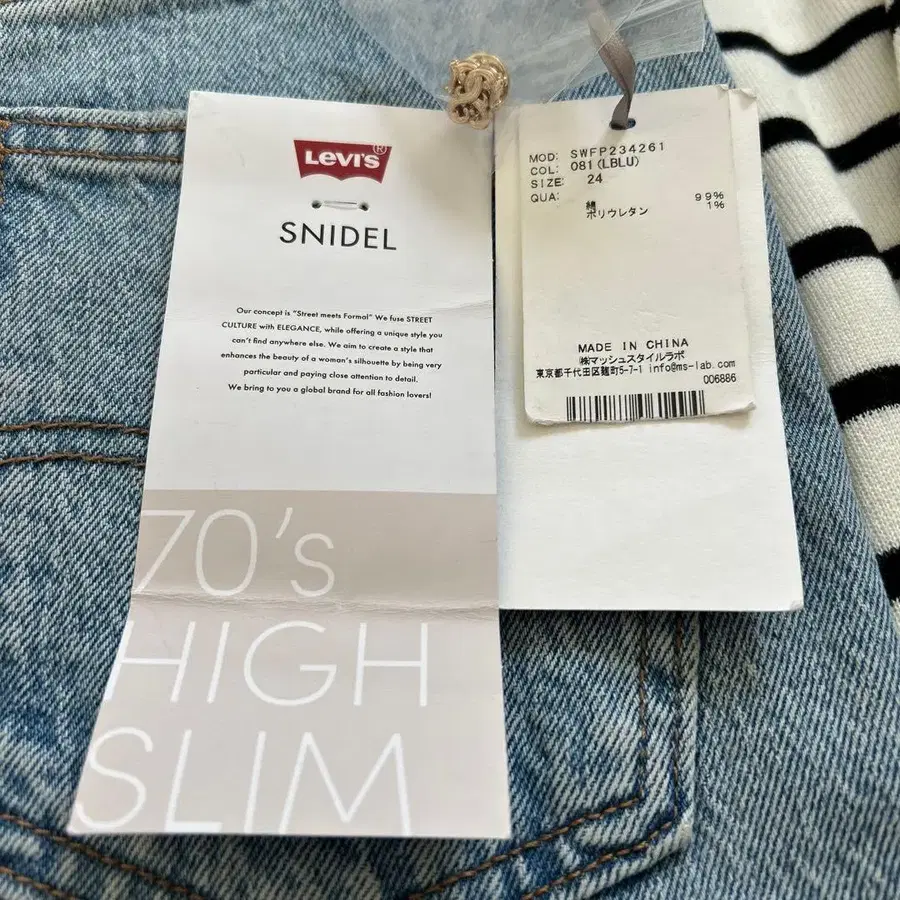 LEVI'S®
SNIDEL
Our concept is "Street meets Formal" We fuse STREET
CULTURE with ELEGANCE, while offering a unique style you
can't find anywhere else. We aim to create a style that
enhances the beauty of a woman's silhouette by being very
particular and paying close attention to detail.
We bring to you a global brand for all fashion lovers!
70's
HIGH
SLIM
MOD: SWFP234261
COL: 081(LBLU)
SIZE: 24
QUA:
綿 99%
ポリウレタン 1%
MADE IN CHINA
㈱マッシュスタイルラボ
東京都千代田区麹町5-7-1 info@ms-lab.com
006886